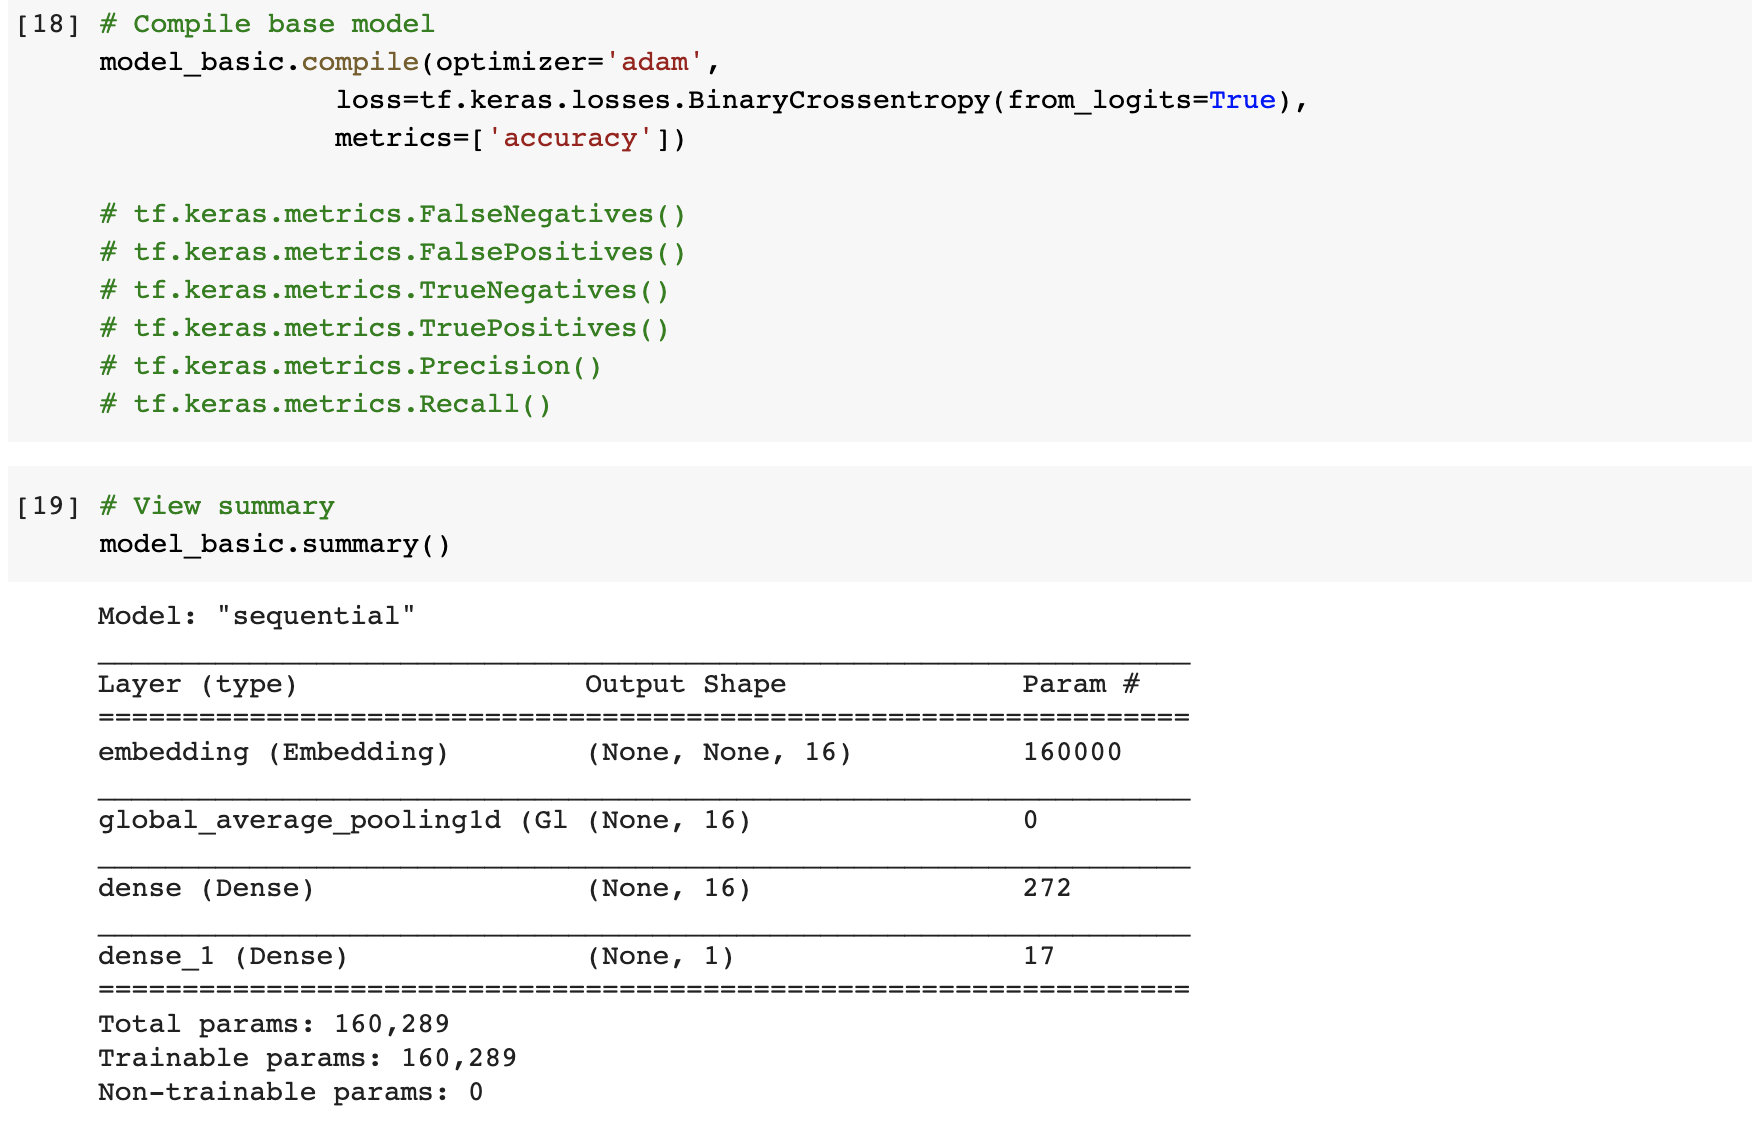 [18] # Compile base model
model_basic.compile(optimizer='adam',
loss=tf.keras.losses.BinaryCrossentropy(from_logits=True),
metrics=['accuracy'])
# tf.keras.metrics.FalseNegatives()
# tf.keras.metrics.FalsePositives()
# tf.keras.metrics.TrueNegatives()
# tf.keras.metrics.TruePositives()
# tf.keras.metrics.Precision()
# tf.keras.metrics.Recall()
[19] # View summary
model_basic.summary()
Model: "sequential"
_________________________________________________________________
Layer (type)                 Output Shape              Param #
=================================================================
embedding (Embedding)        (None, None, 16)          160000
_________________________________________________________________
global_average_pooling1d (Gl (None, 16)                0
_________________________________________________________________
dense (Dense)                (None, 16)                272
_________________________________________________________________
dense_1 (Dense)              (None, 1)                 17
=================================================================
Total params: 160,289
Trainable params: 160,289
Non-trainable params: 0